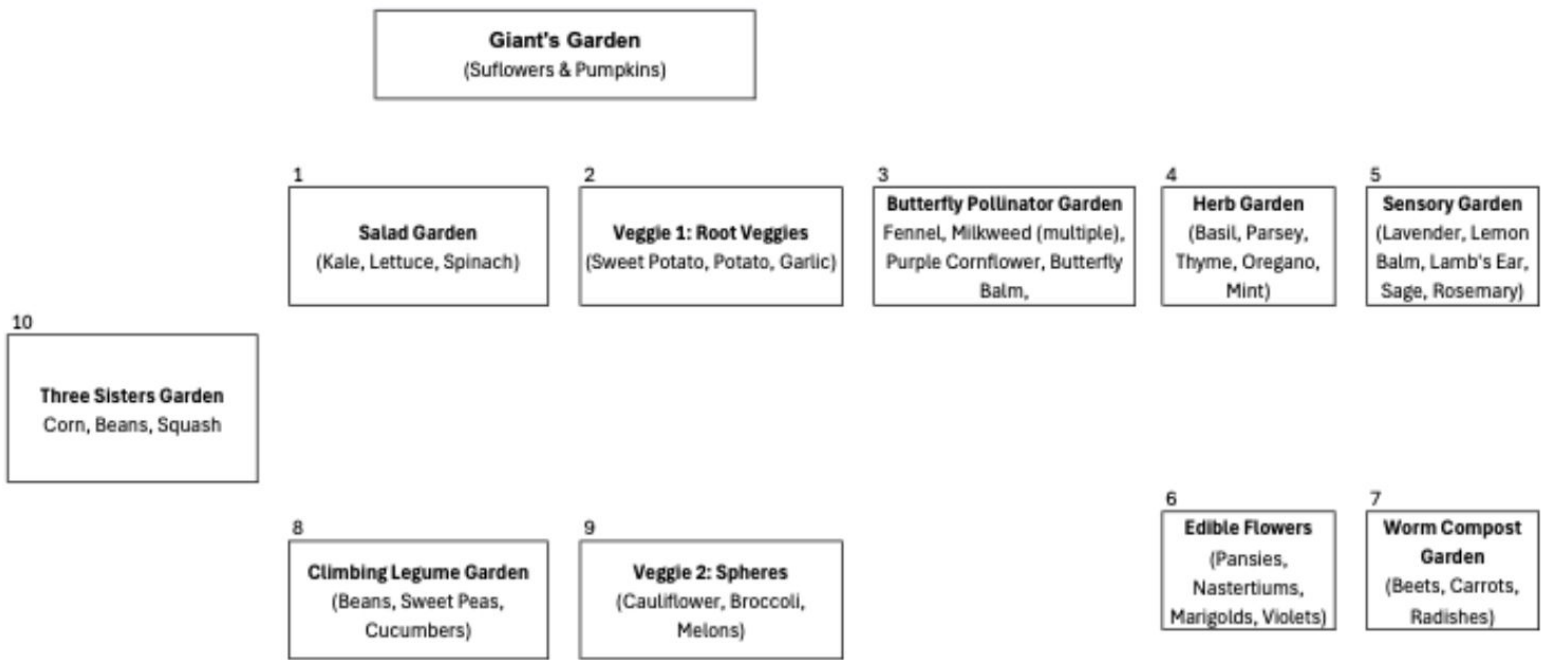 Giant's Garden
(Suflowers & Pumpkins)
1
Salad Garden
(Kale, Lettuce, Spinach)
2
Veggie 1: Root Veggies
(Sweet Potato, Potato, Garlic)
3
Butterfly Pollinator Garden
Fennel, Milkweed (multiple),
Purple Cornflower, Butterfly
Balm,
4
Herb Garden
(Basil, Parsey,
Thyme, Oregano,
Mint)
5
Sensory Garden
(Lavender, Lemon
Balm, Lamb's Ear,
Sage, Rosemary)
10
Three Sisters Garden
Corn, Beans, Squash
8
Climbing Legume Garden
(Beans, Sweet Peas,
Cucumbers)
9
Veggie 2: Spheres
(Cauliflower, Broccoli,
Melons)
6
Edible Flowers
(Pansies,
Nastertiums,
Marigolds, Violets)
7
Worm Compost
Garden
(Beets, Carrots,
Radishes)